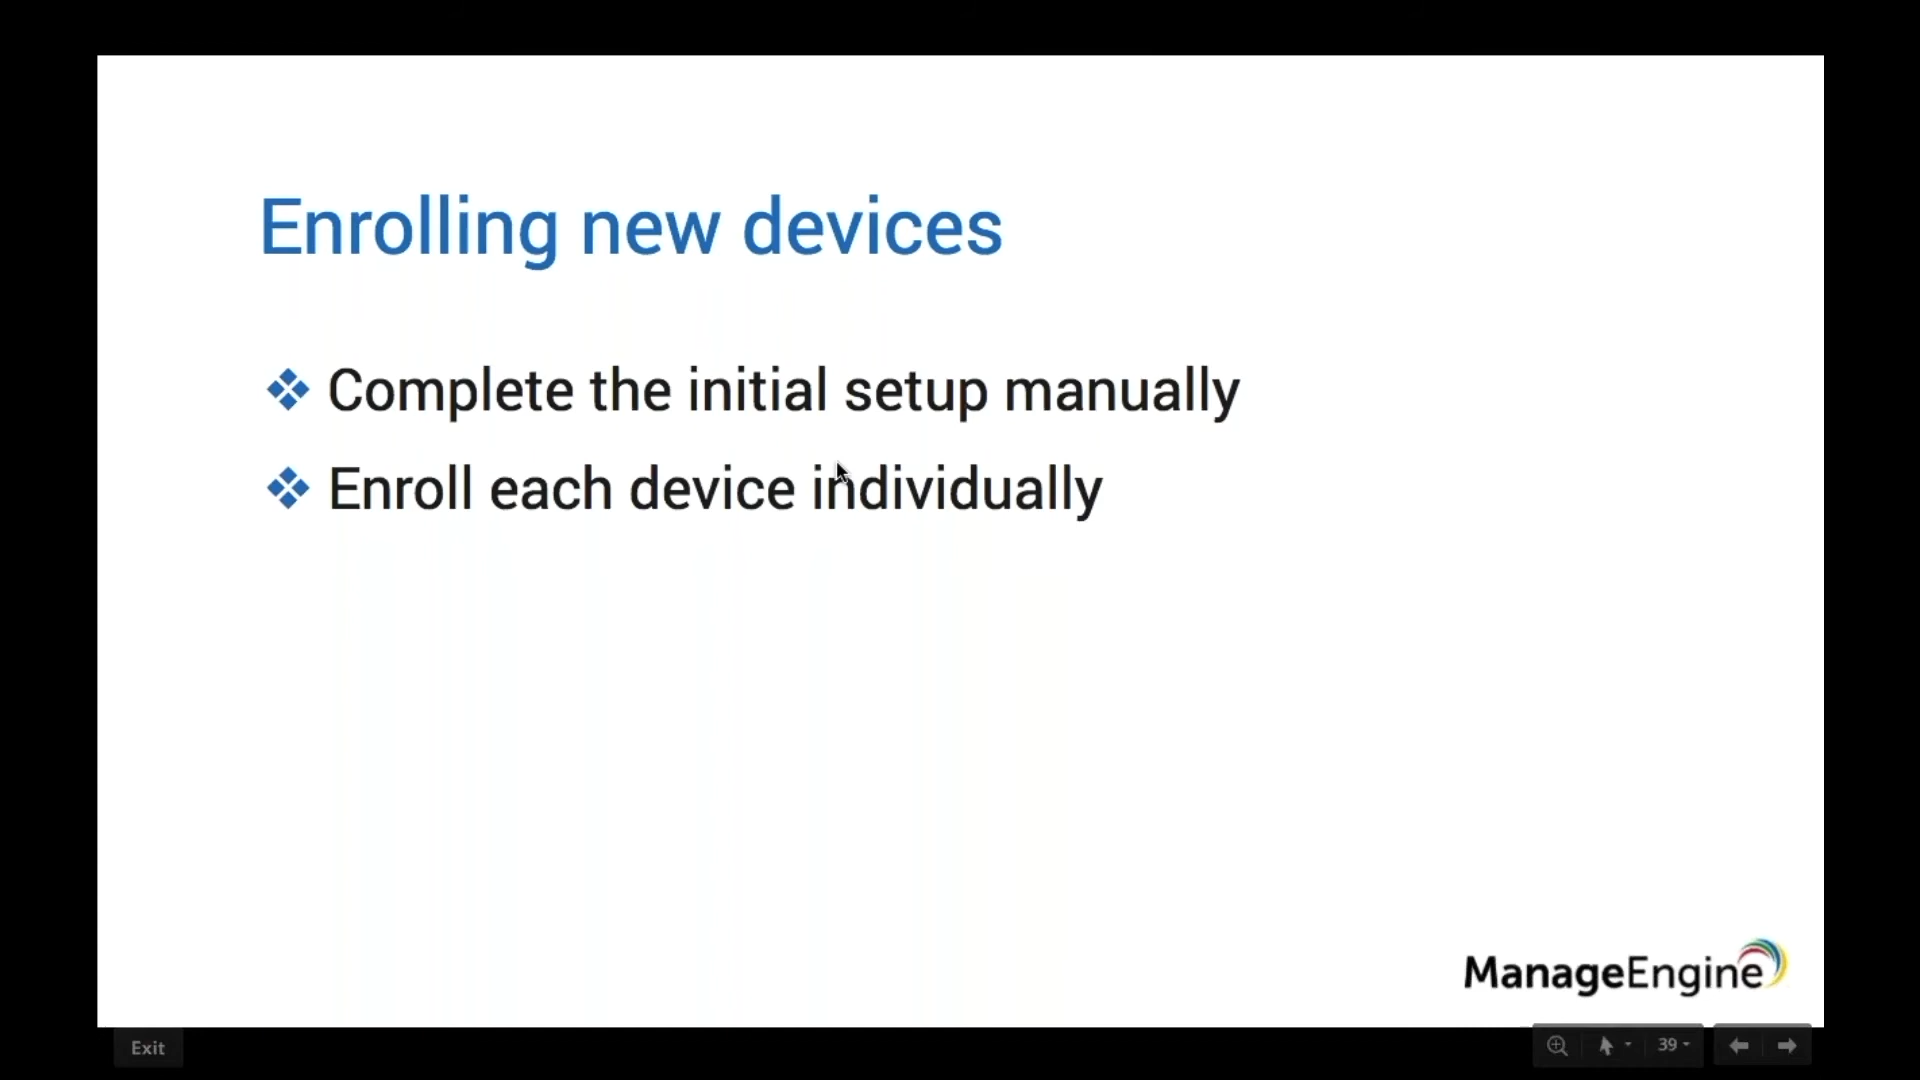 Enrolling new devices
Complete the initial setup manually
Enroll each device individually
ManageEngine
Exit
39